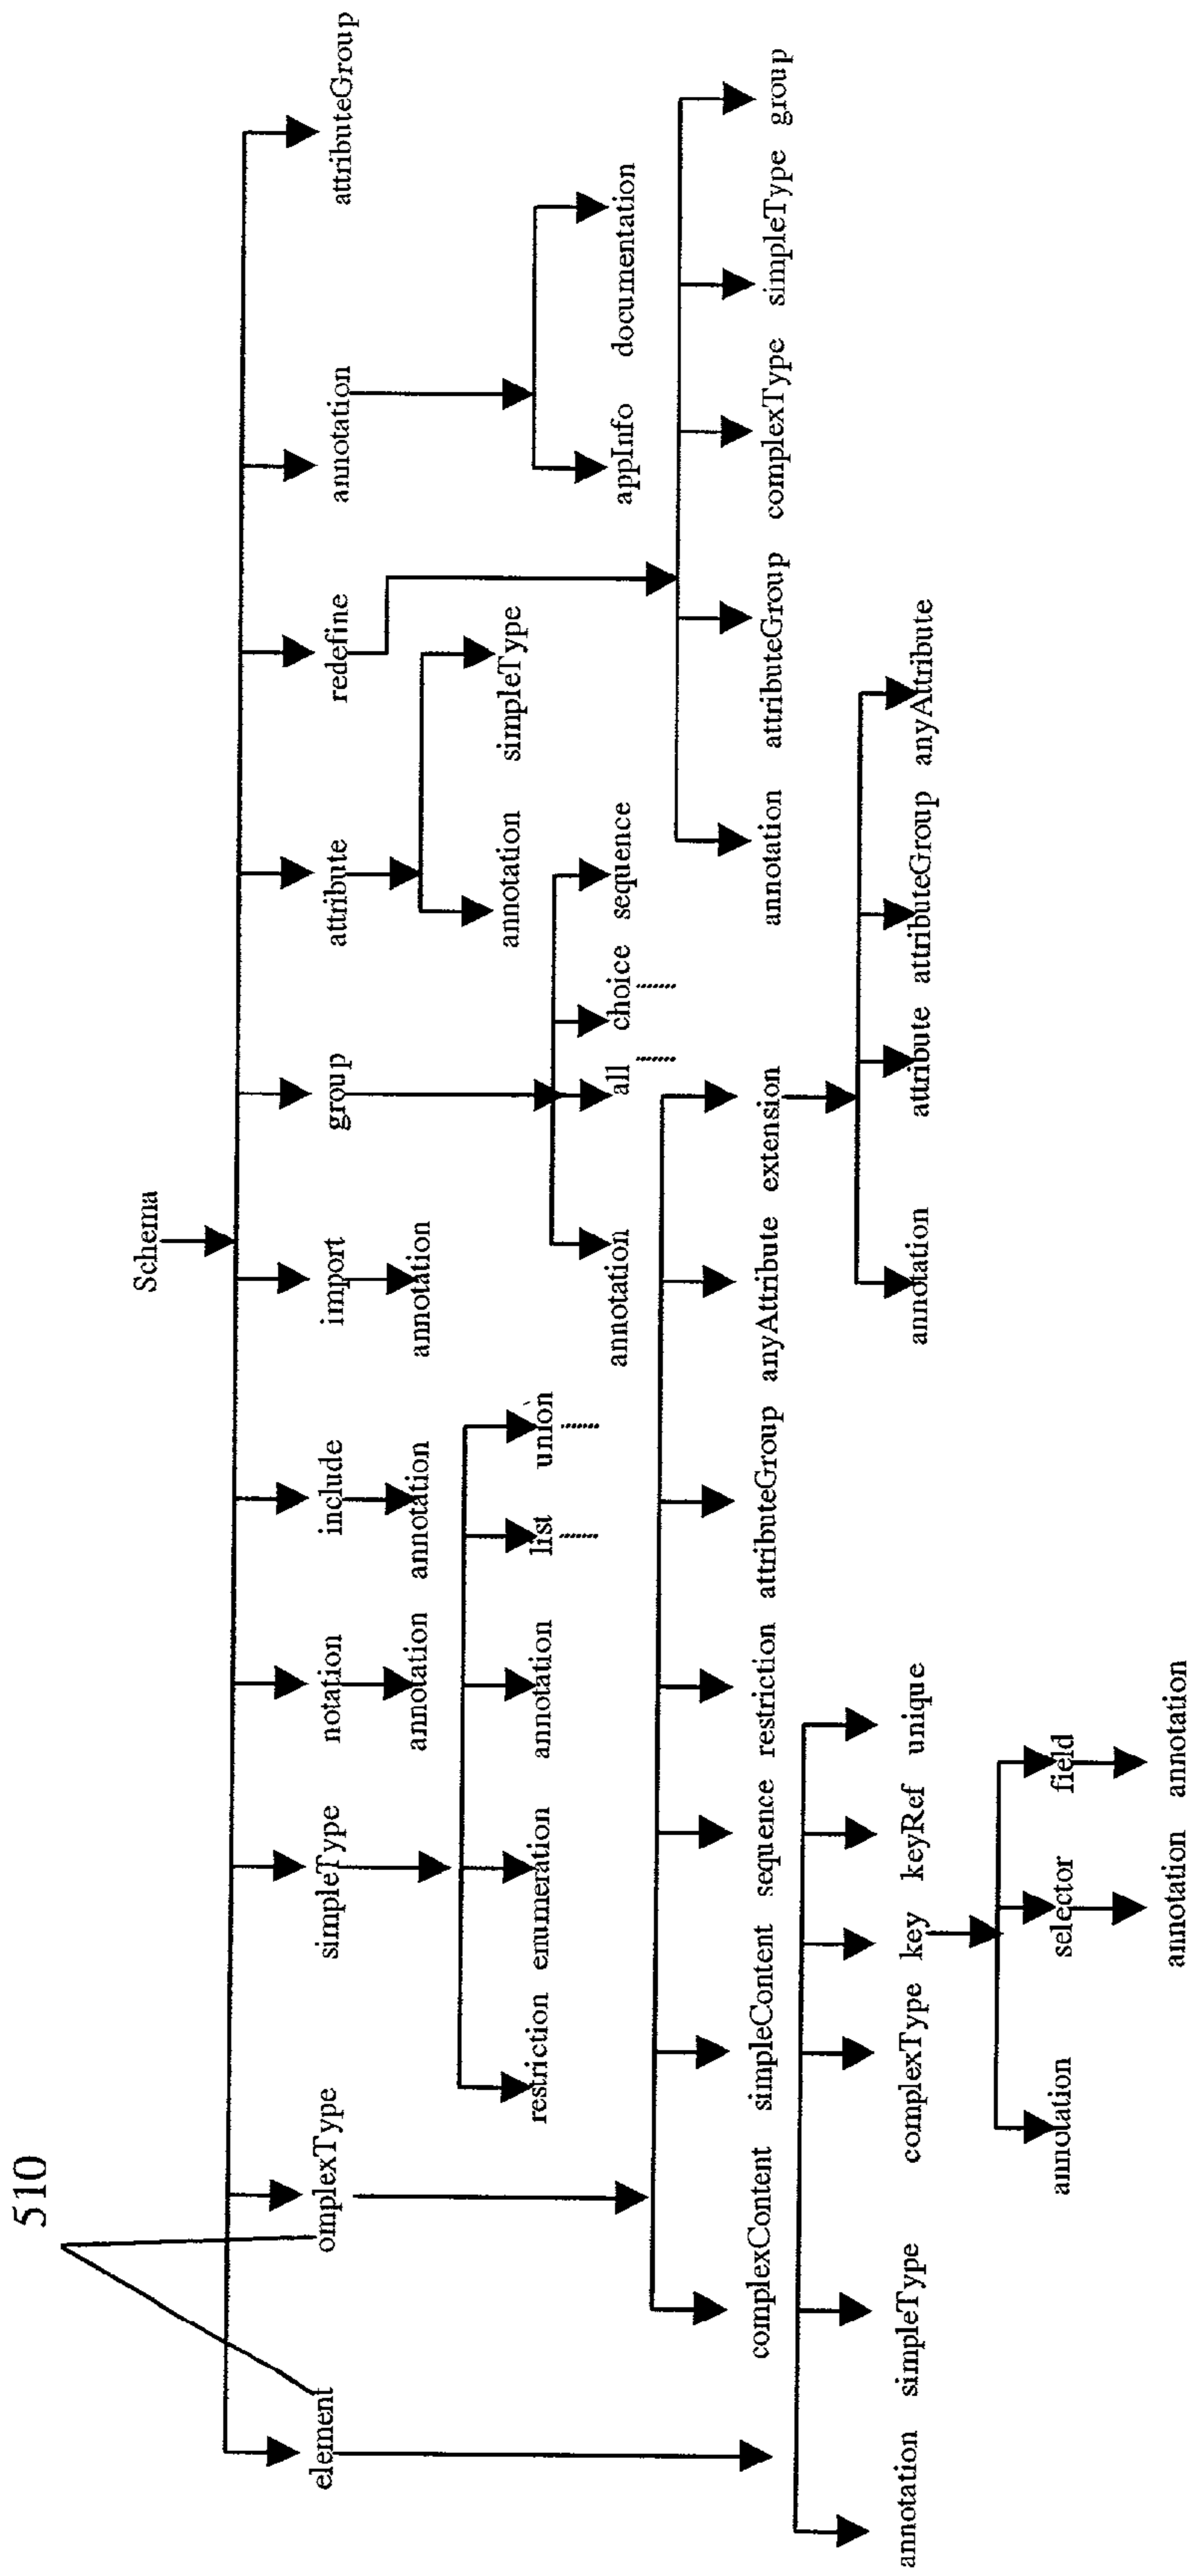 510
Schema
element omplexType simpleType notation include import group attribute redefine annotation attributeGroup
annotation annotation annotation
restriction enumeration annotation list union
annotation simpleType
annotation all choice sequence
appInfo documentation
complexContent simpleContent sequence restriction attributeGroup anyAttribute extension
annotation attributeGroup complexType simpleType group
annotation simpleType complexType key keyRef unique
annotation attribute attributeGroup anyAttribute
annotation selector field
annotation annotation